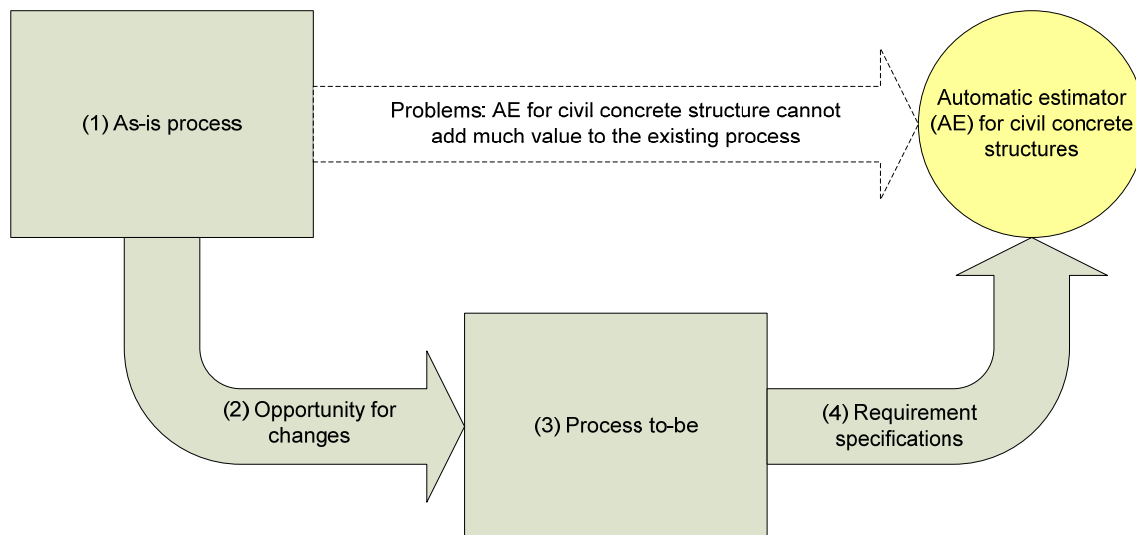 (1) As-is process
Problems: AE for civil concrete structure cannot
add much value to the existing process
Automatic estimator
(AE) for civil concrete
structures
(2) Opportunity for
changes
(3) Process to-be
(4) Requirement
specifications